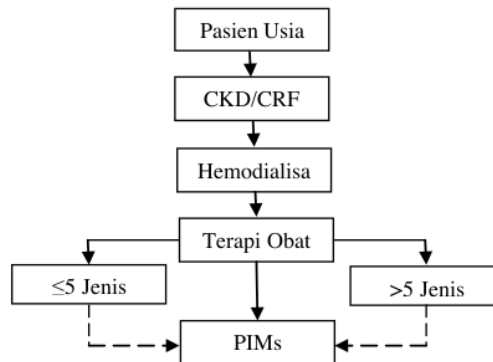 Pasien Usia
CKD/CRF
Hemodialisa
Terapi Obat
≤5 Jenis
>5 Jenis
PIMs